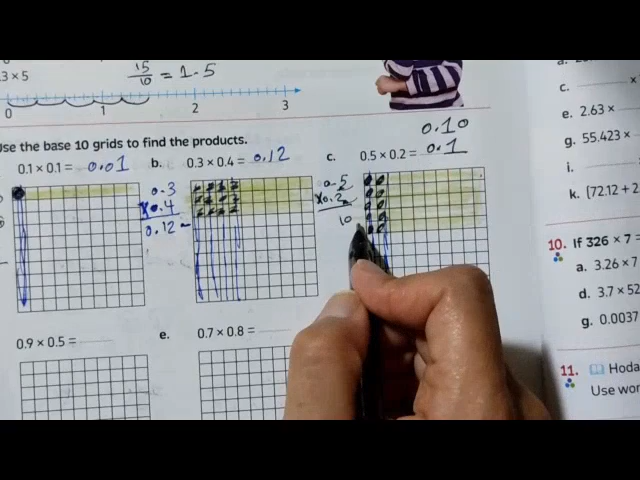 .3 × 5
15/10 = 1.5
0 1 2 3
Use the base 10 grids to find the products.
0.1 × 0.1 = 0.01
b. 0.3 × 0.4 = 0.12
0.3
×0.4
0.12
0.10
c. 0.5 × 0.2 = 0.1
0.5
×0.2
10
0.9 × 0.5 =
e. 0.7 × 0.8 =
c.
e. 2.63 ×
g. 55.423 ×
i.
k. (72.12 + 2
10. If 326 × 7 =
a. 3.26 × 7
d. 3.7 × 52
g. 0.0037
11. Hoda
Use wor